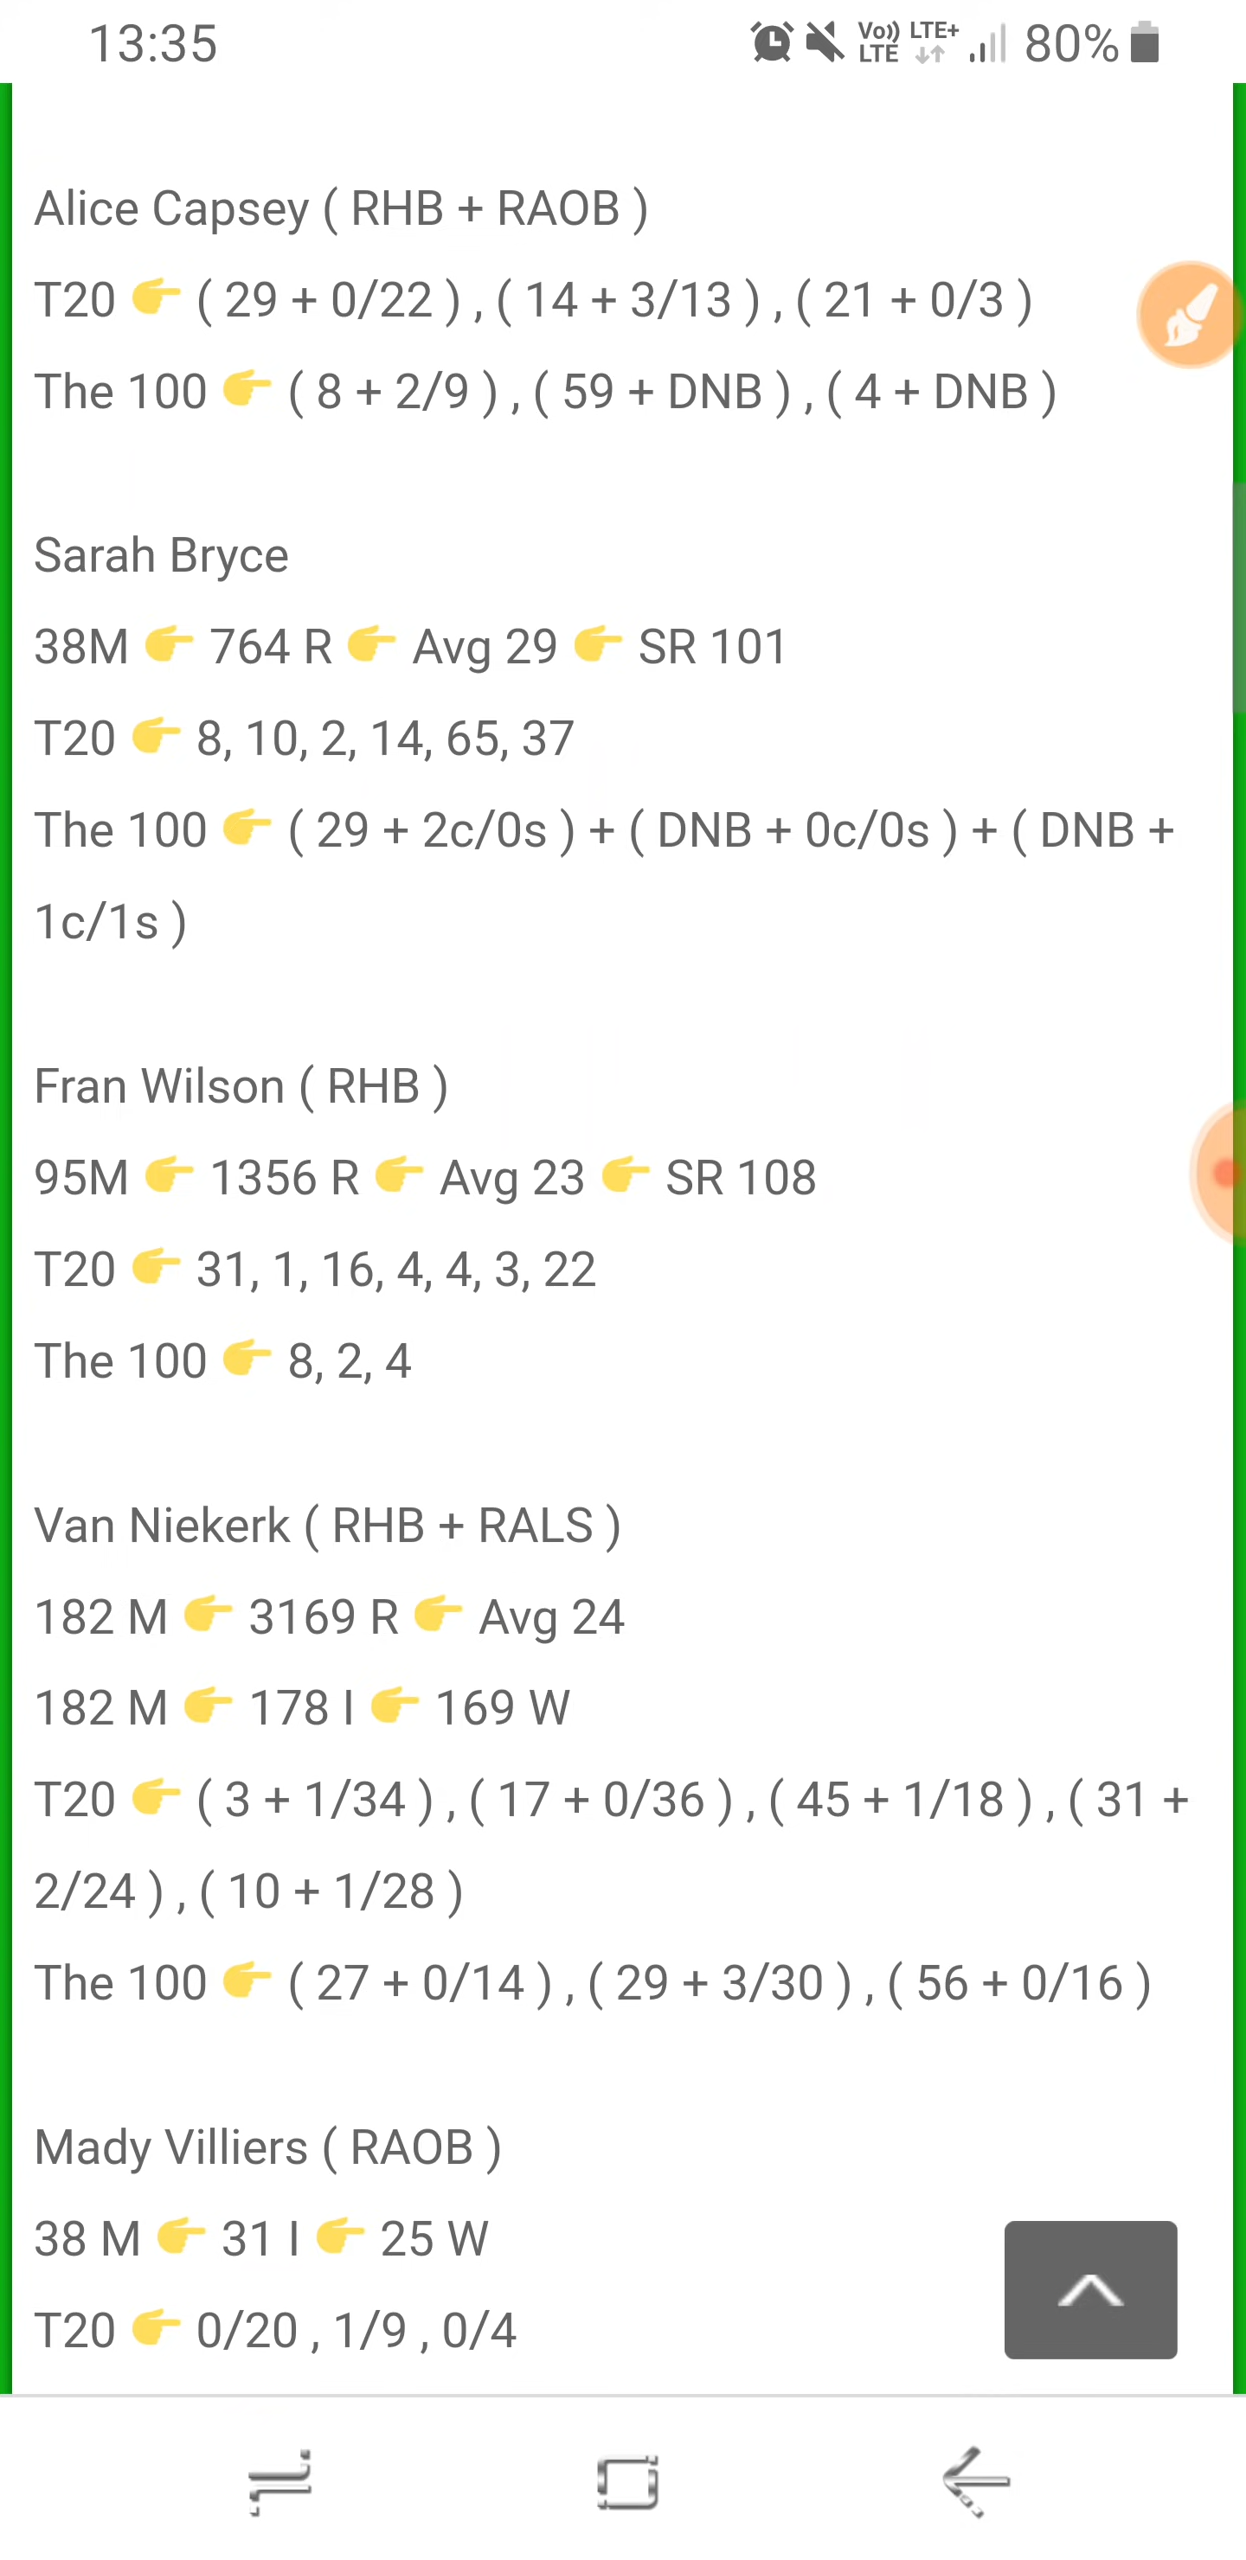 13:35 Vo)) LTE LTE+ 80%
Alice Capsey ( RHB + RAOB )
T20 👉 ( 29 + 0/22 ) , ( 14 + 3/13 ) , ( 21 + 0/3 )
The 100 👉 ( 8 + 2/9 ) , ( 59 + DNB ) , ( 4 + DNB )
Sarah Bryce
38M 👉 764 R 👉 Avg 29 👉 SR 101
T20 👉 8, 10, 2, 14, 65, 37
The 100 👉 ( 29 + 2c/0s ) + ( DNB + 0c/0s ) + ( DNB +
1c/1s )
Fran Wilson ( RHB )
95M 👉 1356 R 👉 Avg 23 👉 SR 108
T20 👉 31, 1, 16, 4, 4, 3, 22
The 100 👉 8, 2, 4
Van Niekerk ( RHB + RALS )
182 M 👉 3169 R 👉 Avg 24
182 M 👉 178 I 👉 169 W
T20 👉 ( 3 + 1/34 ) , ( 17 + 0/36 ) , ( 45 + 1/18 ) , ( 31 +
2/24 ) , ( 10 + 1/28 )
The 100 👉 ( 27 + 0/14 ) , ( 29 + 3/30 ) , ( 56 + 0/16 )
Mady Villiers ( RAOB )
38 M 👉 31 I 👉 25 W
T20 👉 0/20 , 1/9 , 0/4